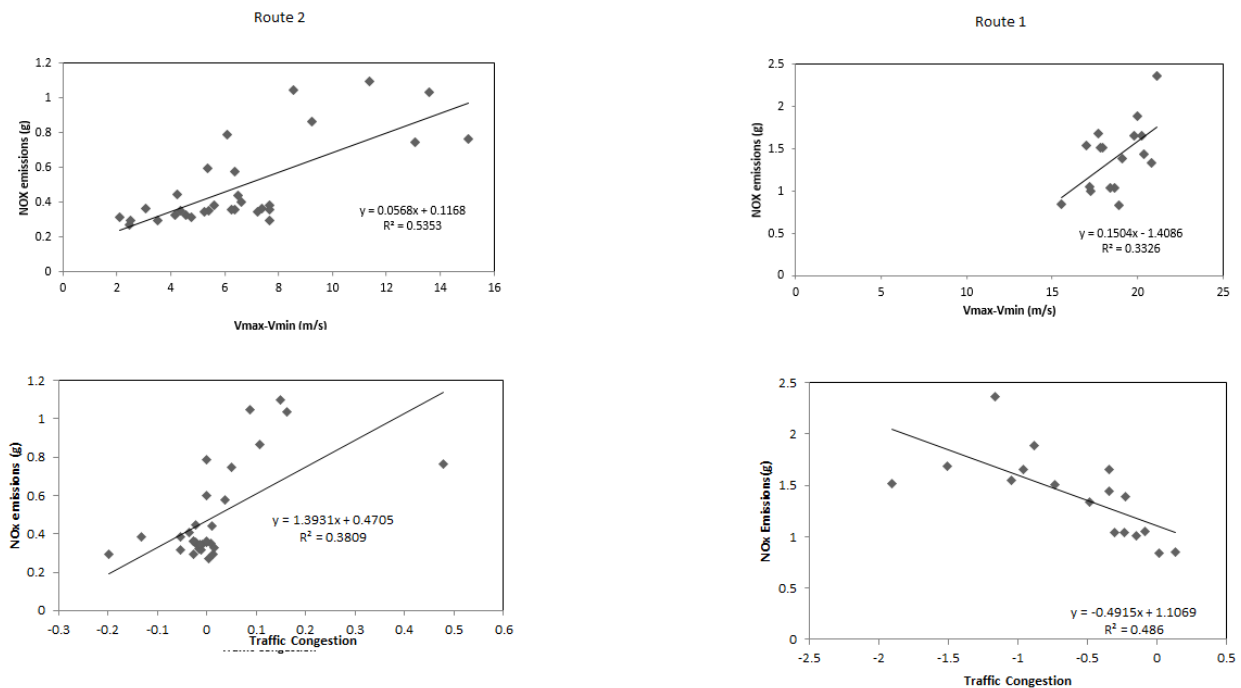 Route 2
Route 1
NOX emissions (g)
1.2
1
0.8
0.6
0.4
0.2
0
y = 0.0568x + 0.1168
R² = 0.5353
0 2 4 6 8 10 12 14 16
Vmax-Vmin (m/s)
NOX emissions (g)
2.5
2
1.5
1
0.5
0
y = 0.1504x - 1.4086
R² = 0.3326
0 5 10 15 20 25
Vmax-Vmin (m/s)
NOx emissions (g)
1.2
1
0.8
0.6
0.4
0.2
0
y = 1.3931x + 0.4705
R² = 0.3809
-0.3 -0.2 -0.1 0 0.1 0.2 0.3 0.4 0.5 0.6
Traffic Congestion
NOx Emissions(g)
2.5
2
1.5
1
0.5
0
y = -0.4915x + 1.1069
R² = 0.486
-2.5 -2 -1.5 -1 -0.5 0 0.5
Traffic Congestion